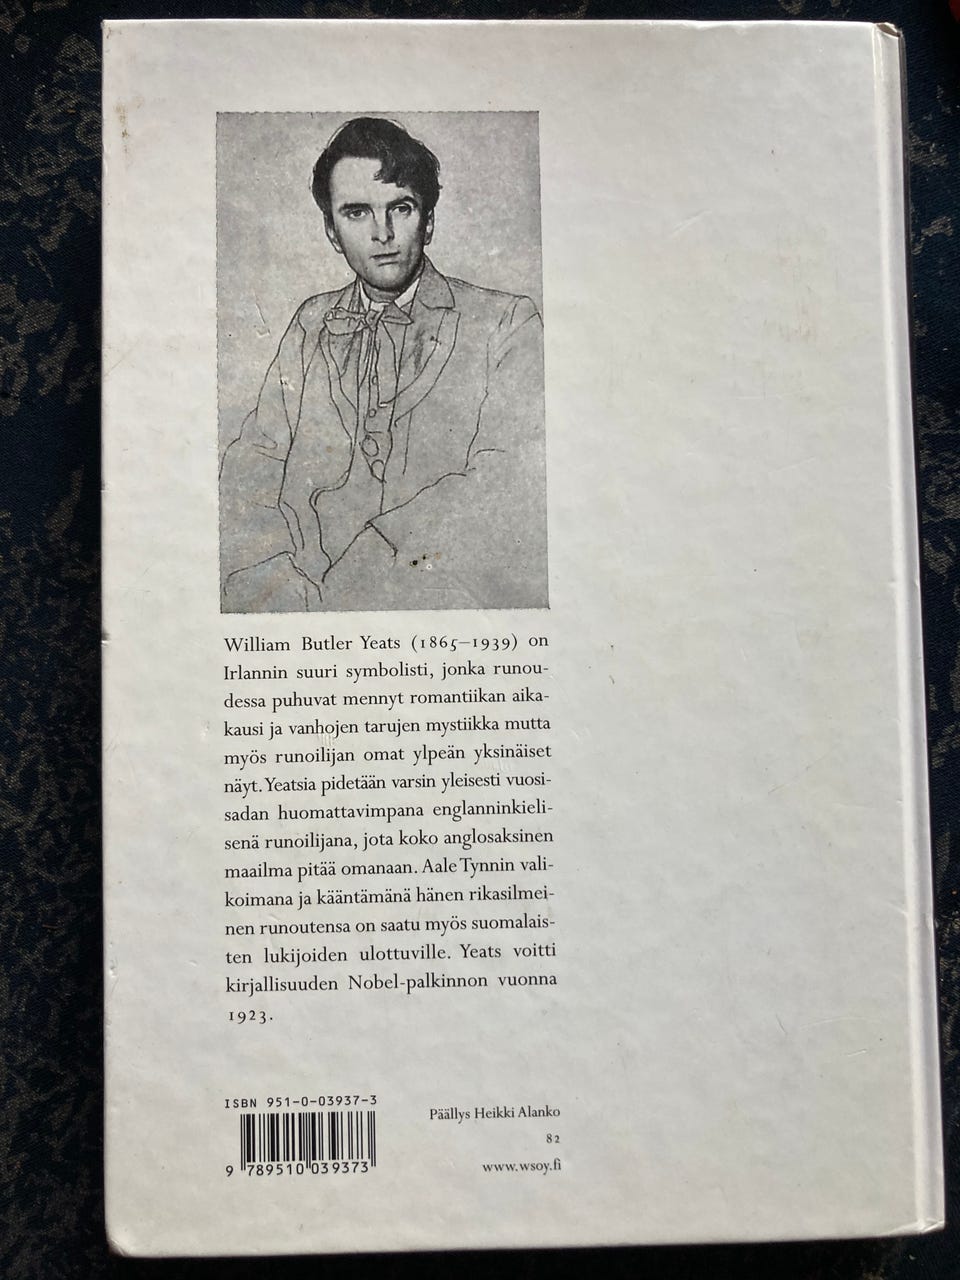 William Butler Yeats (1865–1939) on
Irlannin suuri symbolisti, jonka runou-
dessa puhuvat mennyt romantiikan aika-
kausi ja vanhojen tarujen mystiikka mutta
myös runoilijan omat ylpeän yksinäiset
näyt. Yeatsia pidetään varsin yleisesti vuosi-
sadan huomattavimpana englanninkieli-
senä runoilijana, jota koko anglosaksinen
maailma pitää omanaan. Aale Tynnin vali-
koimana ja kääntämänä hänen rikasilmei-
nen runoutensa on saatu myös suomalais-
ten lukijoiden ulottuville. Yeats voitti
kirjallisuuden Nobel-palkinnon vuonna
1923.
ISBN 951-0-03937-3
9 789510 039373
Päällys Heikki Alanko
82
www.wsoy.fi